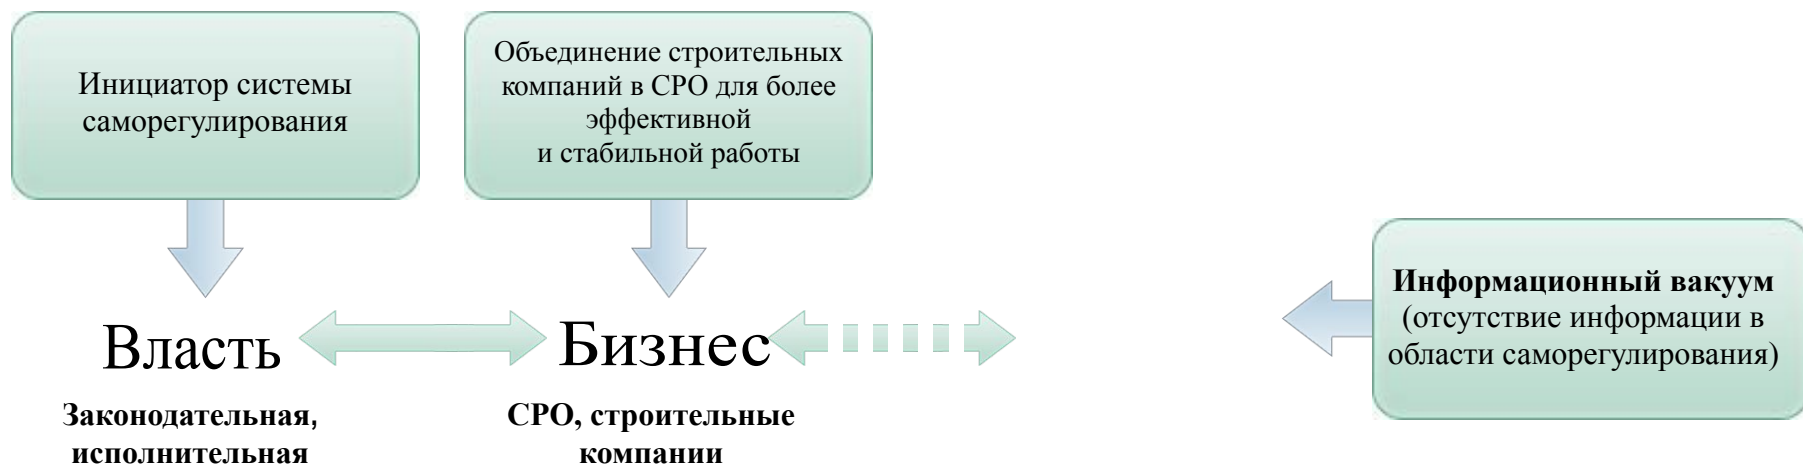 Инициатор системы
саморегулирования
Объединение строительных
компаний в СРО для более
эффективной
и стабильной работы
Информационный вакуум
(отсутствие информации в
области саморегулирования)
Власть
Бизнес
Законодательная,
исполнительная
СРО, строительные
компании